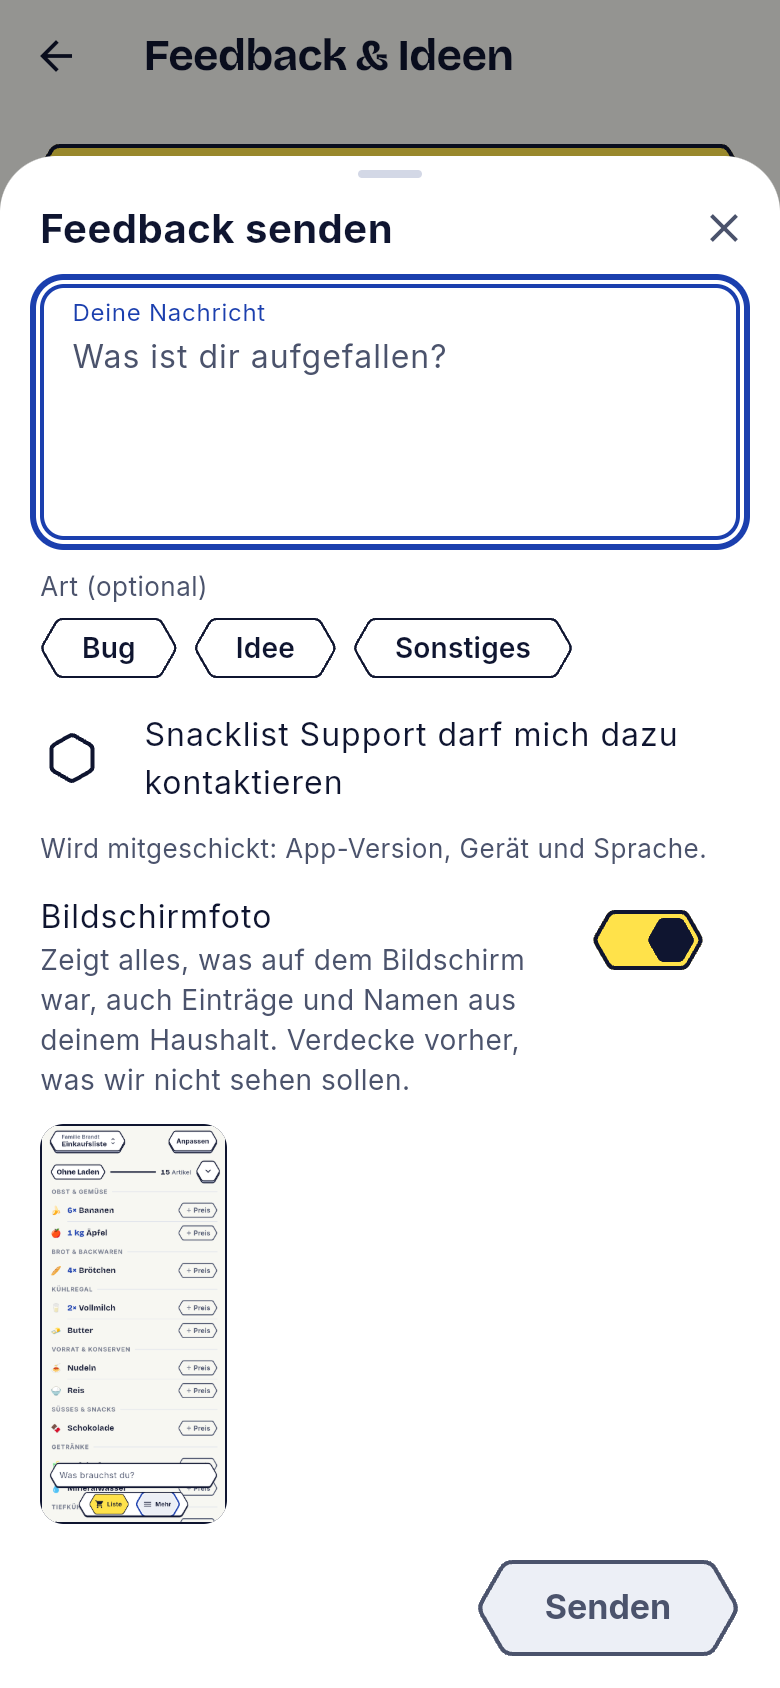 Feedback & Ideen
Feedback senden
Deine Nachricht
Was ist dir aufgefallen?
Art (optional)
Bug
Idee
Sonstiges
Snacklist Support darf mich dazu
kontaktieren
Wird mitgeschickt: App-Version, Gerät und Sprache.
Bildschirmfoto
Zeigt alles, was auf dem Bildschirm
war, auch Einträge und Namen aus
deinem Haushalt. Verdecke vorher,
was wir nicht sehen sollen.
Familie Brandt
Einkaufsliste
Anpassen
Ohne Laden
15 Artikel
OBST & GEMÜSE
6× Bananen
+ Preis
1 kg Äpfel
+ Preis
BROT & BACKWAREN
4× Brötchen
+ Preis
KÜHLREGAL
2× Vollmilch
+ Preis
Butter
+ Preis
VORRAT & KONSERVEN
Nudeln
+ Preis
Reis
+ Preis
SÜSSES & SNACKS
Schokolade
+ Preis
GETRÄNKE
Was brauchst du?
Mineralwasser
Liste
Mehr
Senden